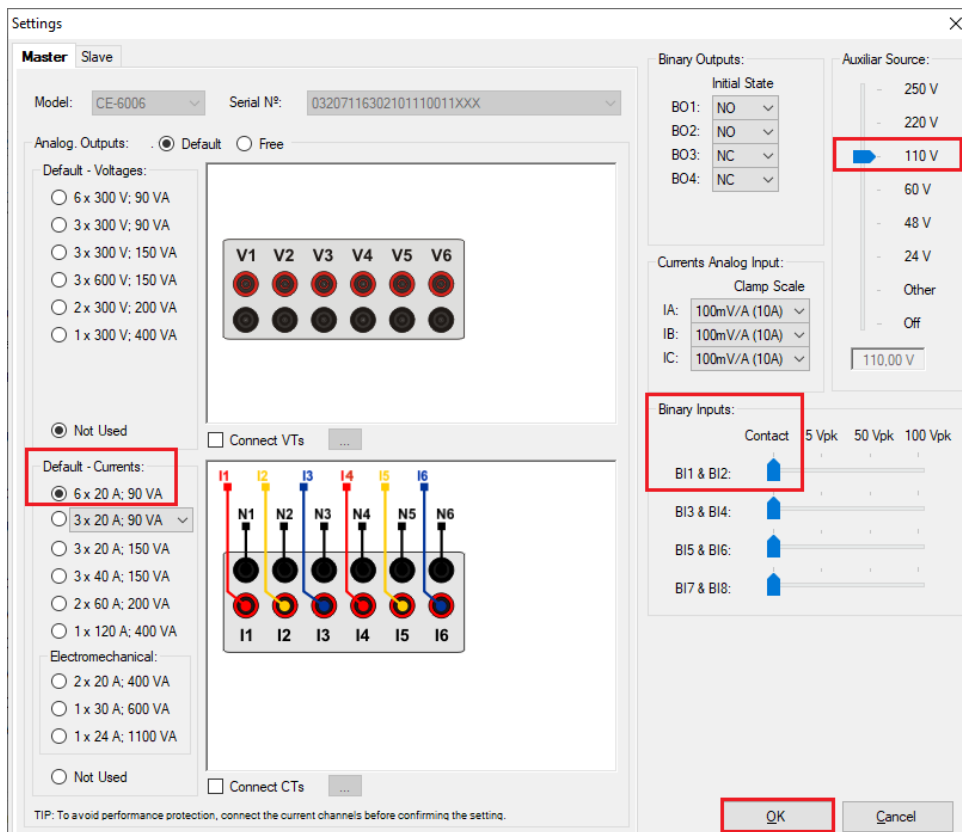 Settings
Master Slave
Model: CE-6006 Serial Nº: 03207116302101110011XXX
Analog. Outputs: . Default Free
Default - Voltages:
6 x 300 V; 90 VA
3 x 300 V; 90 VA
3 x 300 V; 150 VA
3 x 600 V; 150 VA
2 x 300 V; 200 VA
1 x 300 V; 400 VA
Not Used
V1 V2 V3 V4 V5 V6
Connect VTs ...
Default - Currents:
6 x 20 A; 90 VA
3 x 20 A; 90 VA
3 x 20 A; 150 VA
3 x 40 A; 150 VA
2 x 60 A; 200 VA
1 x 120 A; 400 VA
Electromechanical:
2 x 20 A; 400 VA
1 x 30 A; 600 VA
1 x 24 A; 1100 VA
Not Used
I1 I2 I3 I4 I5 I6
N1 N2 N3 N4 N5 N6
I1 I2 I3 I4 I5 I6
Connect CTs ...
TIP: To avoid performance protection, connect the current channels before confirming the setting.
Binary Outputs:
Initial State
BO1: NO
BO2: NO
BO3: NC
BO4: NC
Auxiliar Source:
250 V
220 V
110 V
60 V
48 V
24 V
Other
Off
110,00 V
Currents Analog Input:
Clamp Scale
IA: 100mV/A (10A)
IB: 100mV/A (10A)
IC: 100mV/A (10A)
Binary Inputs:
Contact 5 Vpk 50 Vpk 100 Vpk
BI1 & BI2:
BI3 & BI4:
BI5 & BI6:
BI7 & BI8:
OK Cancel